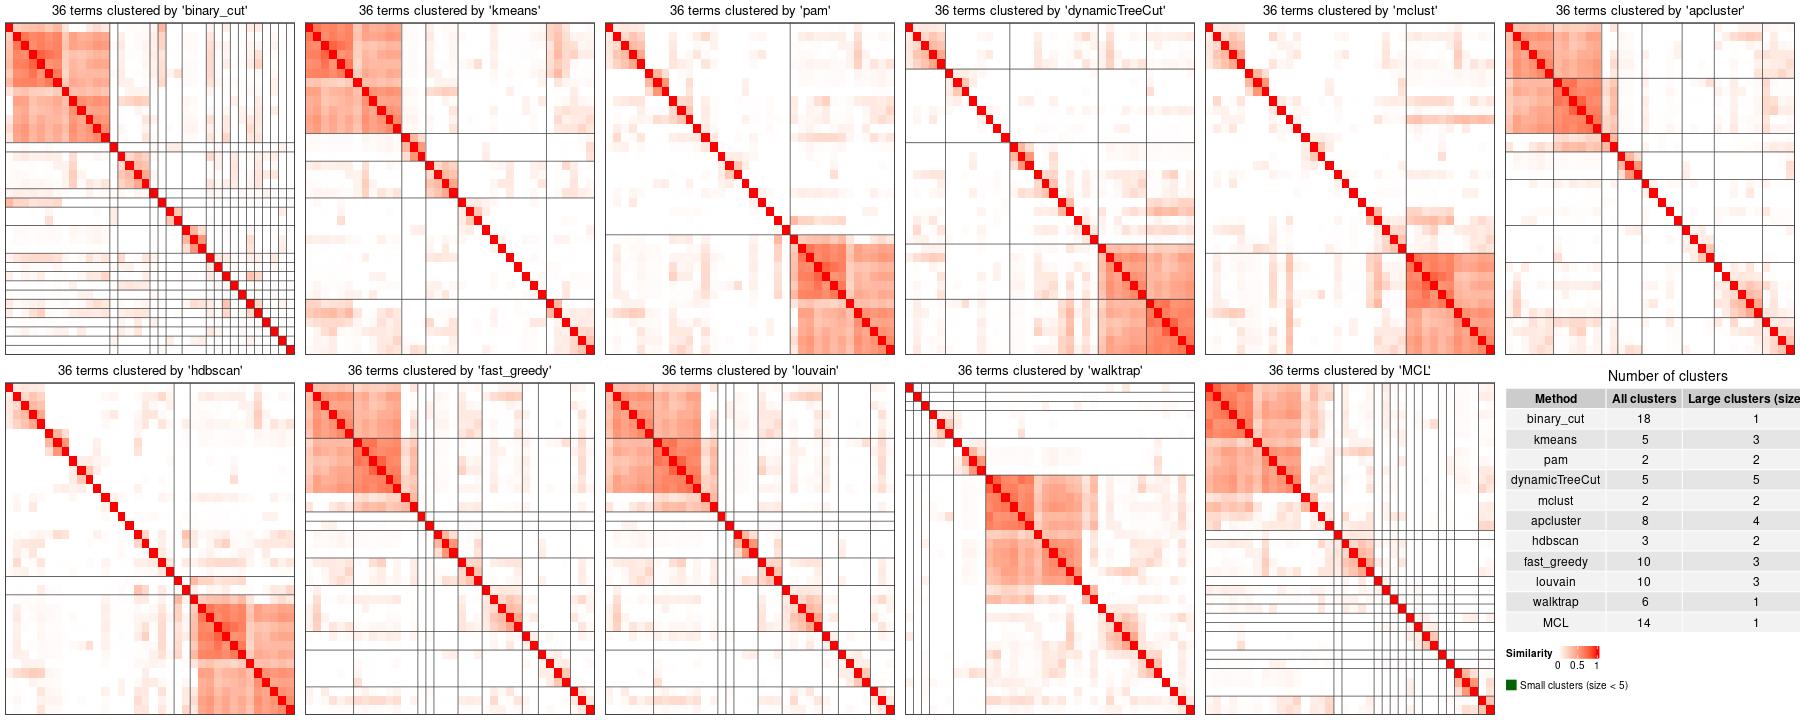 36 terms clustered by 'binary_cut'
36 terms clustered by 'kmeans'
36 terms clustered by 'pam'
36 terms clustered by 'dynamicTreeCut'
36 terms clustered by 'mclust'
36 terms clustered by 'apcluster'
36 terms clustered by 'hdbscan'
36 terms clustered by 'fast_greedy'
36 terms clustered by 'louvain'
36 terms clustered by 'walktrap'
36 terms clustered by 'MCL'
Number of clusters
Method All clusters Large clusters (size
binary_cut 18 1
kmeans 5 3
pam 2 2
dynamicTreeCut 5 5
mclust 2 2
apcluster 8 4
hdbscan 3 2
fast_greedy 10 3
louvain 10 3
walktrap 6 1
MCL 14 1
Similarity
0 0.5 1
Small clusters (size < 5)